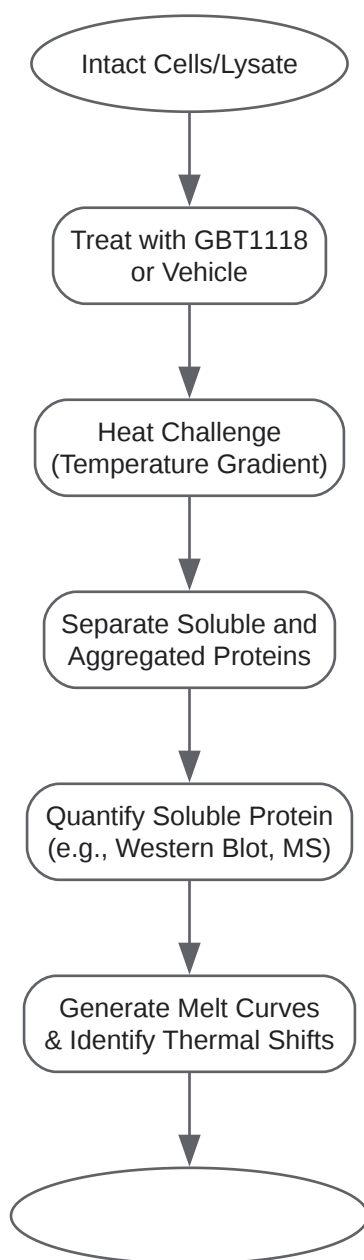 Intact Cells/Lysate
Treat with GBT1118
or Vehicle
Heat Challenge
(Temperature Gradient)
Separate Soluble and
Aggregated Proteins
Quantify Soluble Protein
(e.g., Western Blot, MS)
Generate Melt Curves
& Identify Thermal Shifts